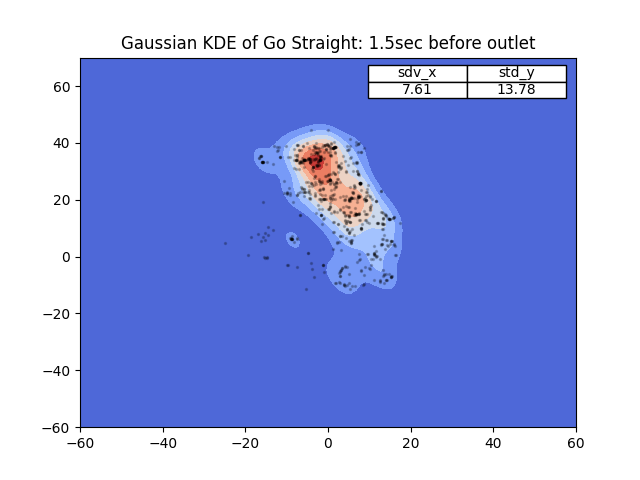 Gaussian KDE of Go Straight: 1.5sec before outlet
sdv_x std_y
7.61 13.78
60
40
20
0
−20
−40
−60
−60 −40 −20 0 20 40 60